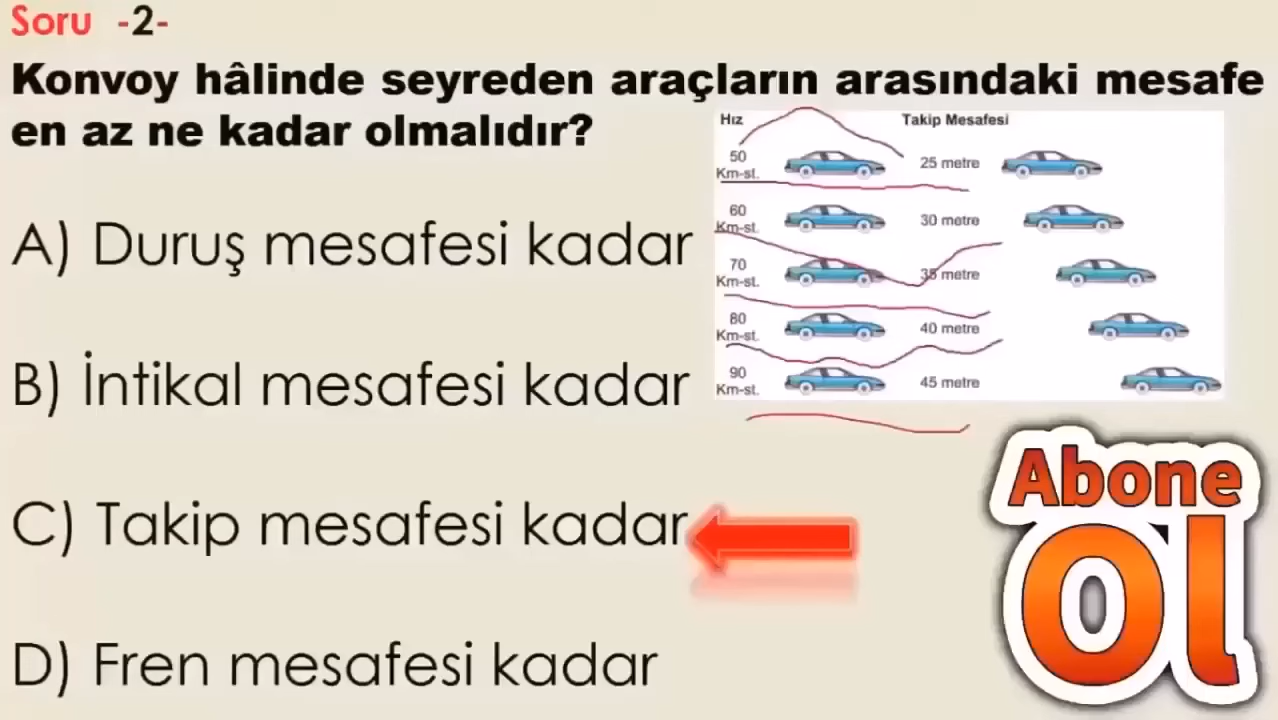 Soru -2-
Konvoy hâlinde seyreden araçların arasındaki mesafe
en az ne kadar olmalıdır?
A) Duruş mesafesi kadar
B) İntikal mesafesi kadar
C) Takip mesafesi kadar
D) Fren mesafesi kadar
Hız Takip Mesafesi
50
Km-st. 25 metre
60
Km-st. 30 metre
70
Km-st. 35 metre
80
Km-st. 40 metre
90
Km-st. 45 metre
Abone
Ol